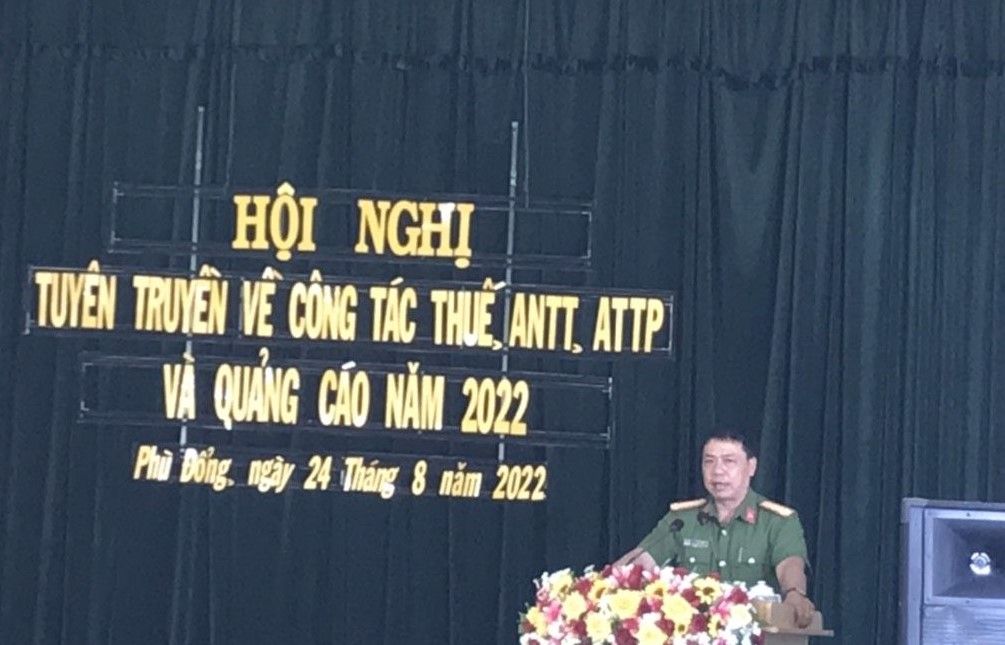 HỘI NGHỊ
TUYÊN TRUYỀN VỀ CÔNG TÁC THUẾ, ANTT, ATTP
VÀ QUẢNG CÁO NĂM 2022
Phù Đổng, ngày 24 Tháng 8 năm 2022